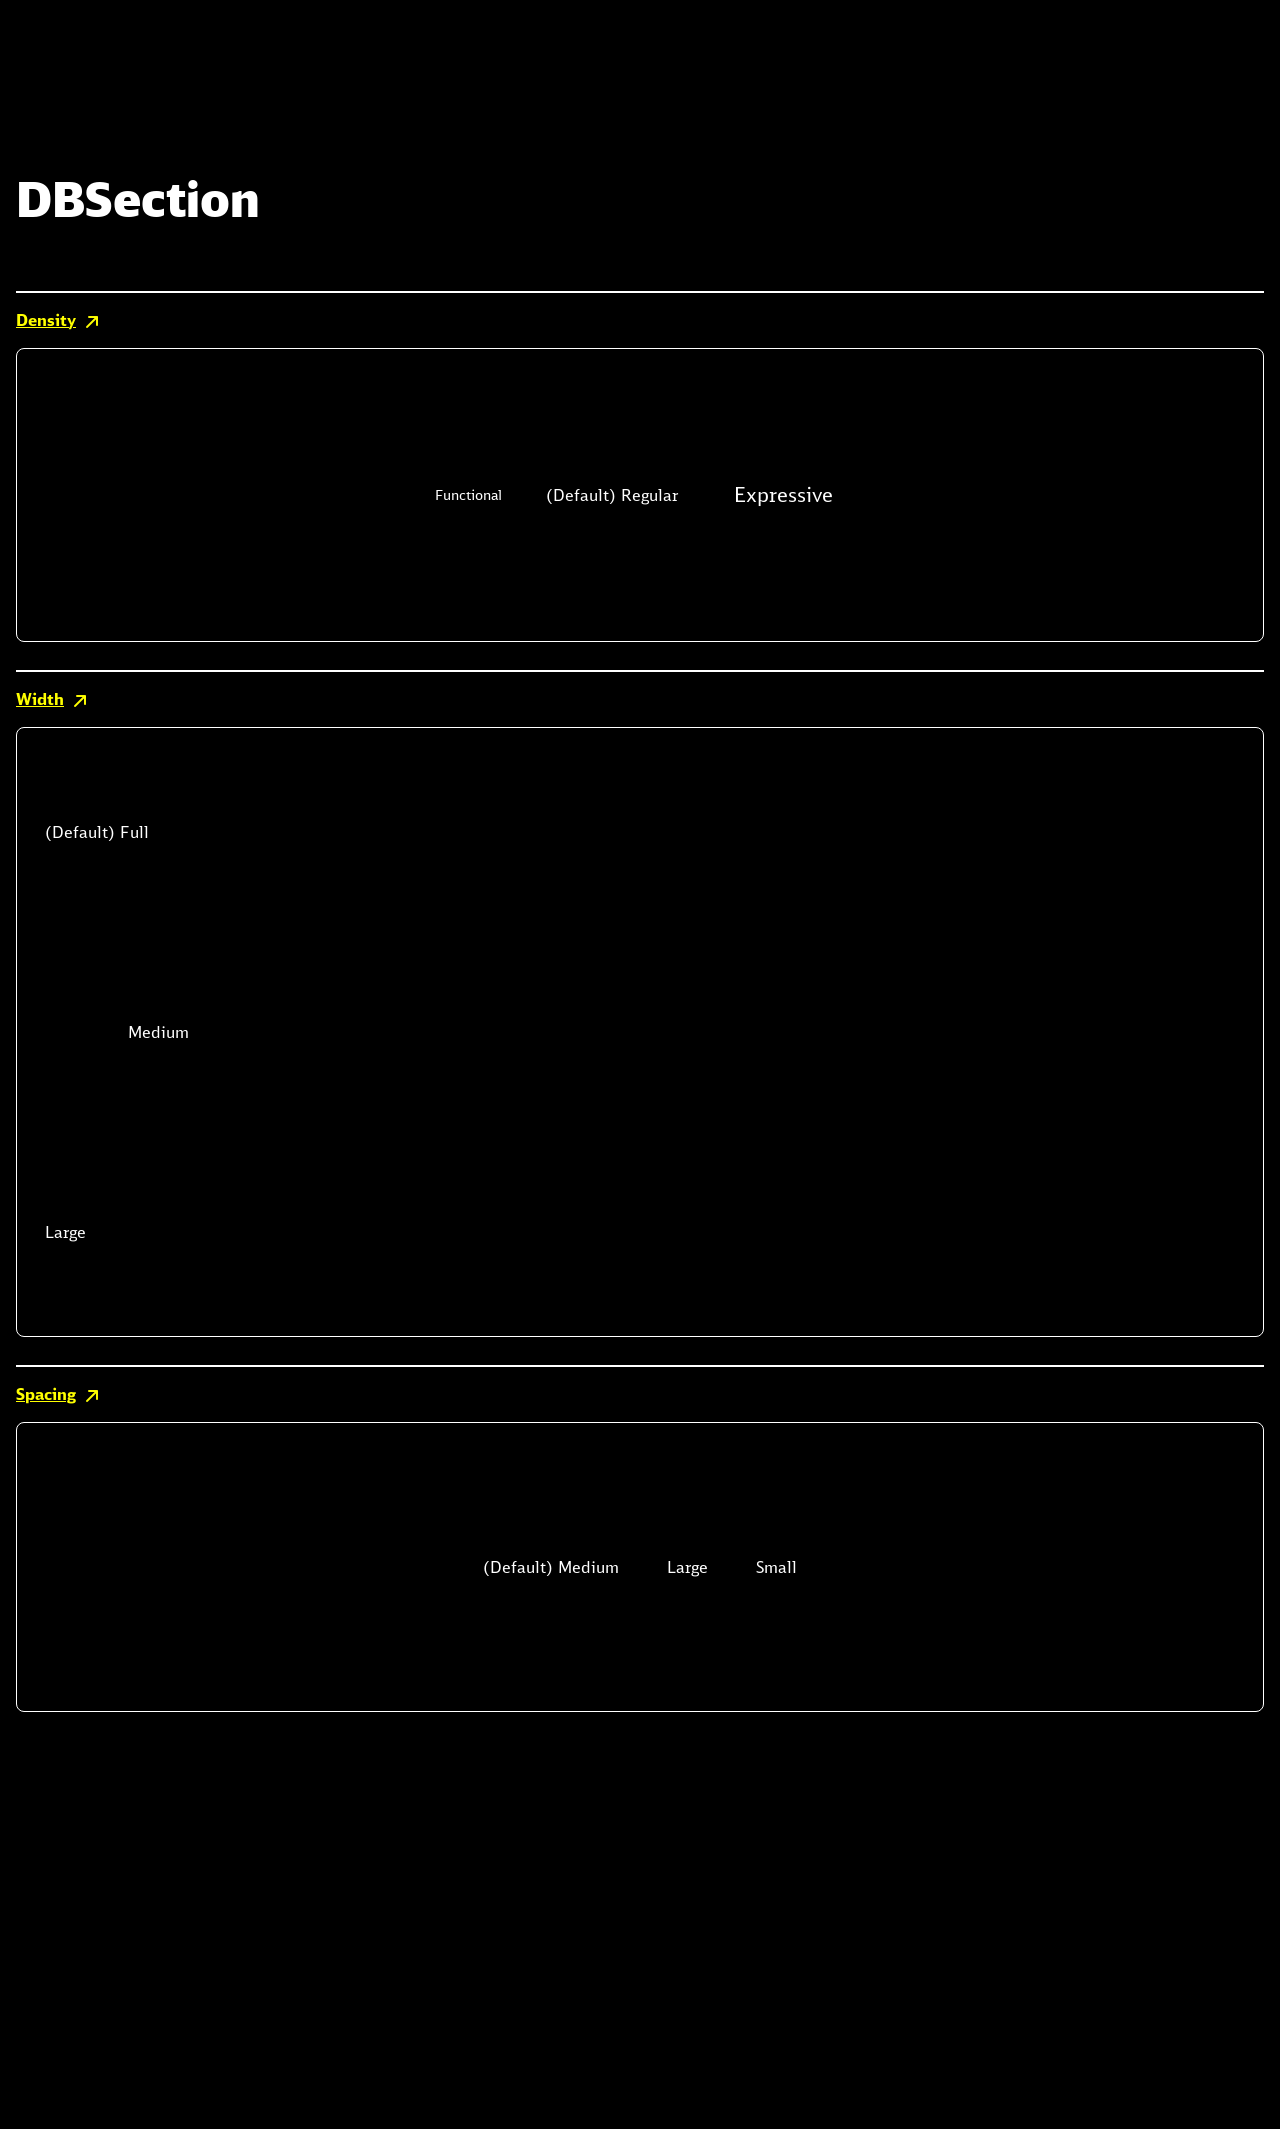 DBSection
Density
Functional (Default) Regular Expressive
Width
(Default) Full
Medium
Large
Spacing
(Default) Medium Large Small